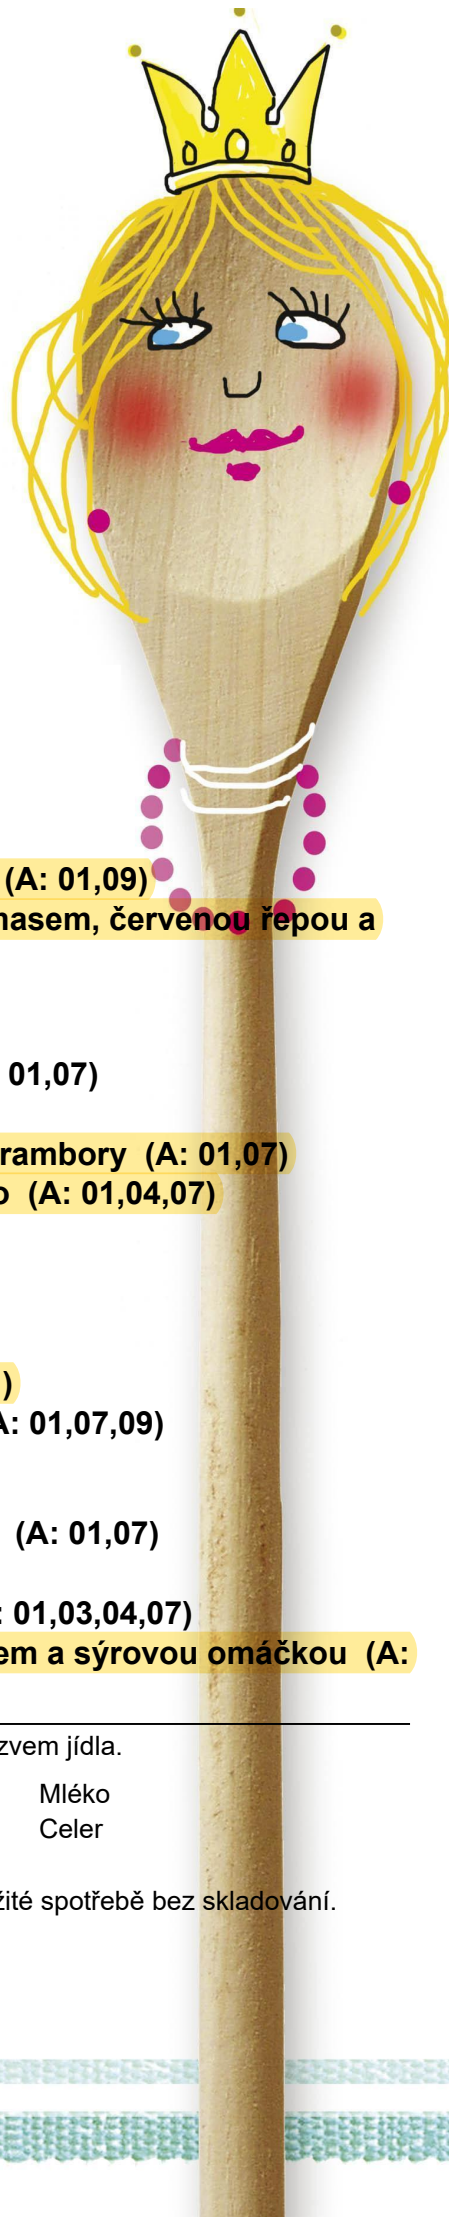 (A: 01,09)
masem, červenou řepou a
01,07)
rambory (A: 01,07)
o (A: 01,04,07)
)
A: 01,07,09)
(A: 01,07)
: 01,03,04,07)
em a sýrovou omáčkou (A:
zvem jídla.
Mléko
Celer
žité spotřebě bez skladování.